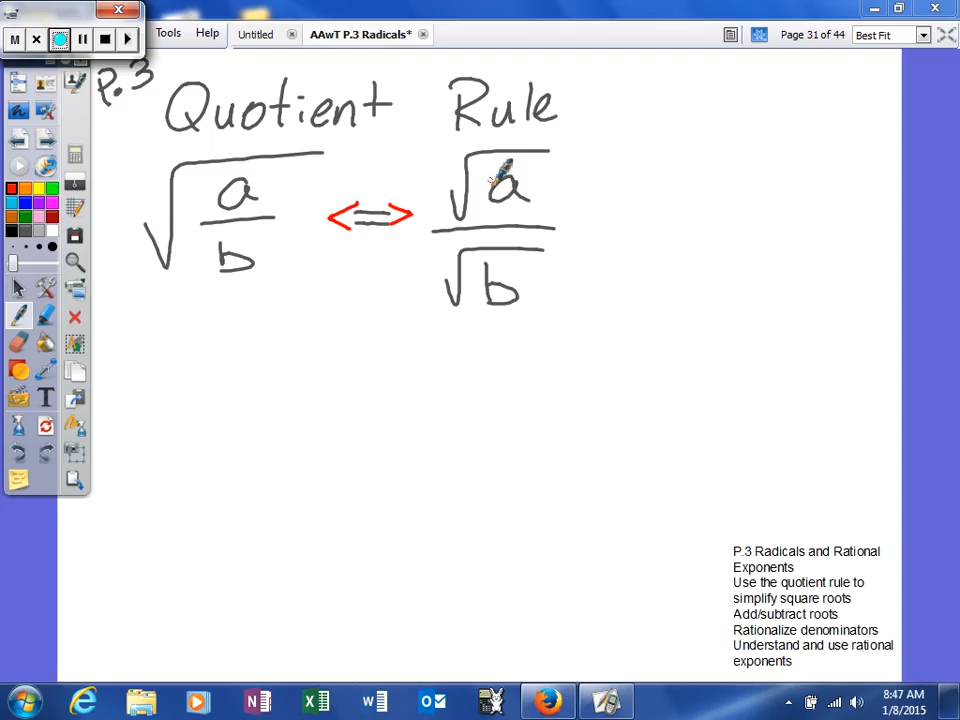 M
Tools Help Untitled AAwT P.3 Radicals* Page 31 of 44 Best Fit
P.3 Quotient Rule
√(a/b) <=> √a/√b
P.3 Radicals and Rational
Exponents
Use the quotient rule to
simplify square roots
Add/subtract roots
Rationalize denominators
Understand and use rational
exponents
8:47 AM
1/8/2015